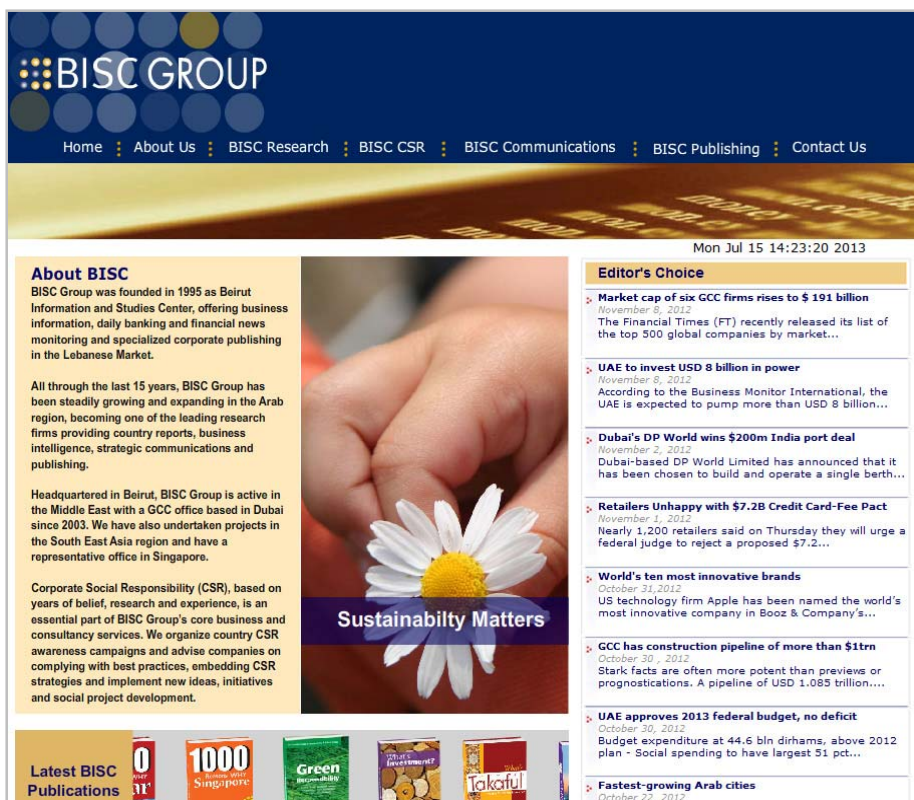 BISC GROUP
Home About Us BISC Research BISC CSR BISC Communications BISC Publishing Contact Us
Mon Jul 15 14:23:20 2013
About BISC
BISC Group was founded in 1995 as Beirut
Information and Studies Center, offering business
information, daily banking and financial news
monitoring and specialized corporate publishing
in the Lebanese Market.
All through the last 15 years, BISC Group has
been steadily growing and expanding in the Arab
region, becoming one of the leading research
firms providing country reports, business
intelligence, strategic communications and
publishing.
Headquartered in Beirut, BISC Group is active in
the Middle East with a GCC office based in Dubai
since 2003. We have also undertaken projects in
the South East Asia region and have a
representative office in Singapore.
Corporate Social Responsibility (CSR), based on
years of belief, research and experience, is an
essential part of BISC Group's core business and
consultancy services. We organize country CSR
awareness campaigns and advise companies on
complying with best practices, embedding CSR
strategies and implement new ideas, initiatives
and social project development.
Sustainabilty Matters
Editor's Choice
Market cap of six GCC firms rises to $ 191 billion
November 8, 2012
The Financial Times (FT) recently released its list of
the top 500 global companies by market...
UAE to invest USD 8 billion in power
November 8, 2012
According to the Business Monitor International, the
UAE is expected to pump more than USD 8 billion...
Dubai's DP World wins $200m India port deal
November 2, 2012
Dubai-based DP World Limited has announced that it
has been chosen to build and operate a single berth...
Retailers Unhappy with $7.2B Credit Card-Fee Pact
November 1, 2012
Nearly 1,200 retailers said on Thursday they will urge a
federal judge to reject a proposed $7.2...
World's ten most innovative brands
October 31,2012
US technology firm Apple has been named the world's
most innovative company in Booz & Company's...
GCC has construction pipeline of more than $1trn
October 30 , 2012
Stark facts are often more potent than previews or
prognostications. A pipeline of USD 1.085 trillion....
UAE approves 2013 federal budget, no deficit
October 30, 2012
Budget expenditure at 44.6 bln dirhams, above 2012
plan - Social spending to have largest 51 pct...
Fastest-growing Arab cities
October 22, 2012
Latest BISC
Publications
1000
Reasons Why
Singapore
Green
Responsibility
What's
Investment?
What's
Takaful